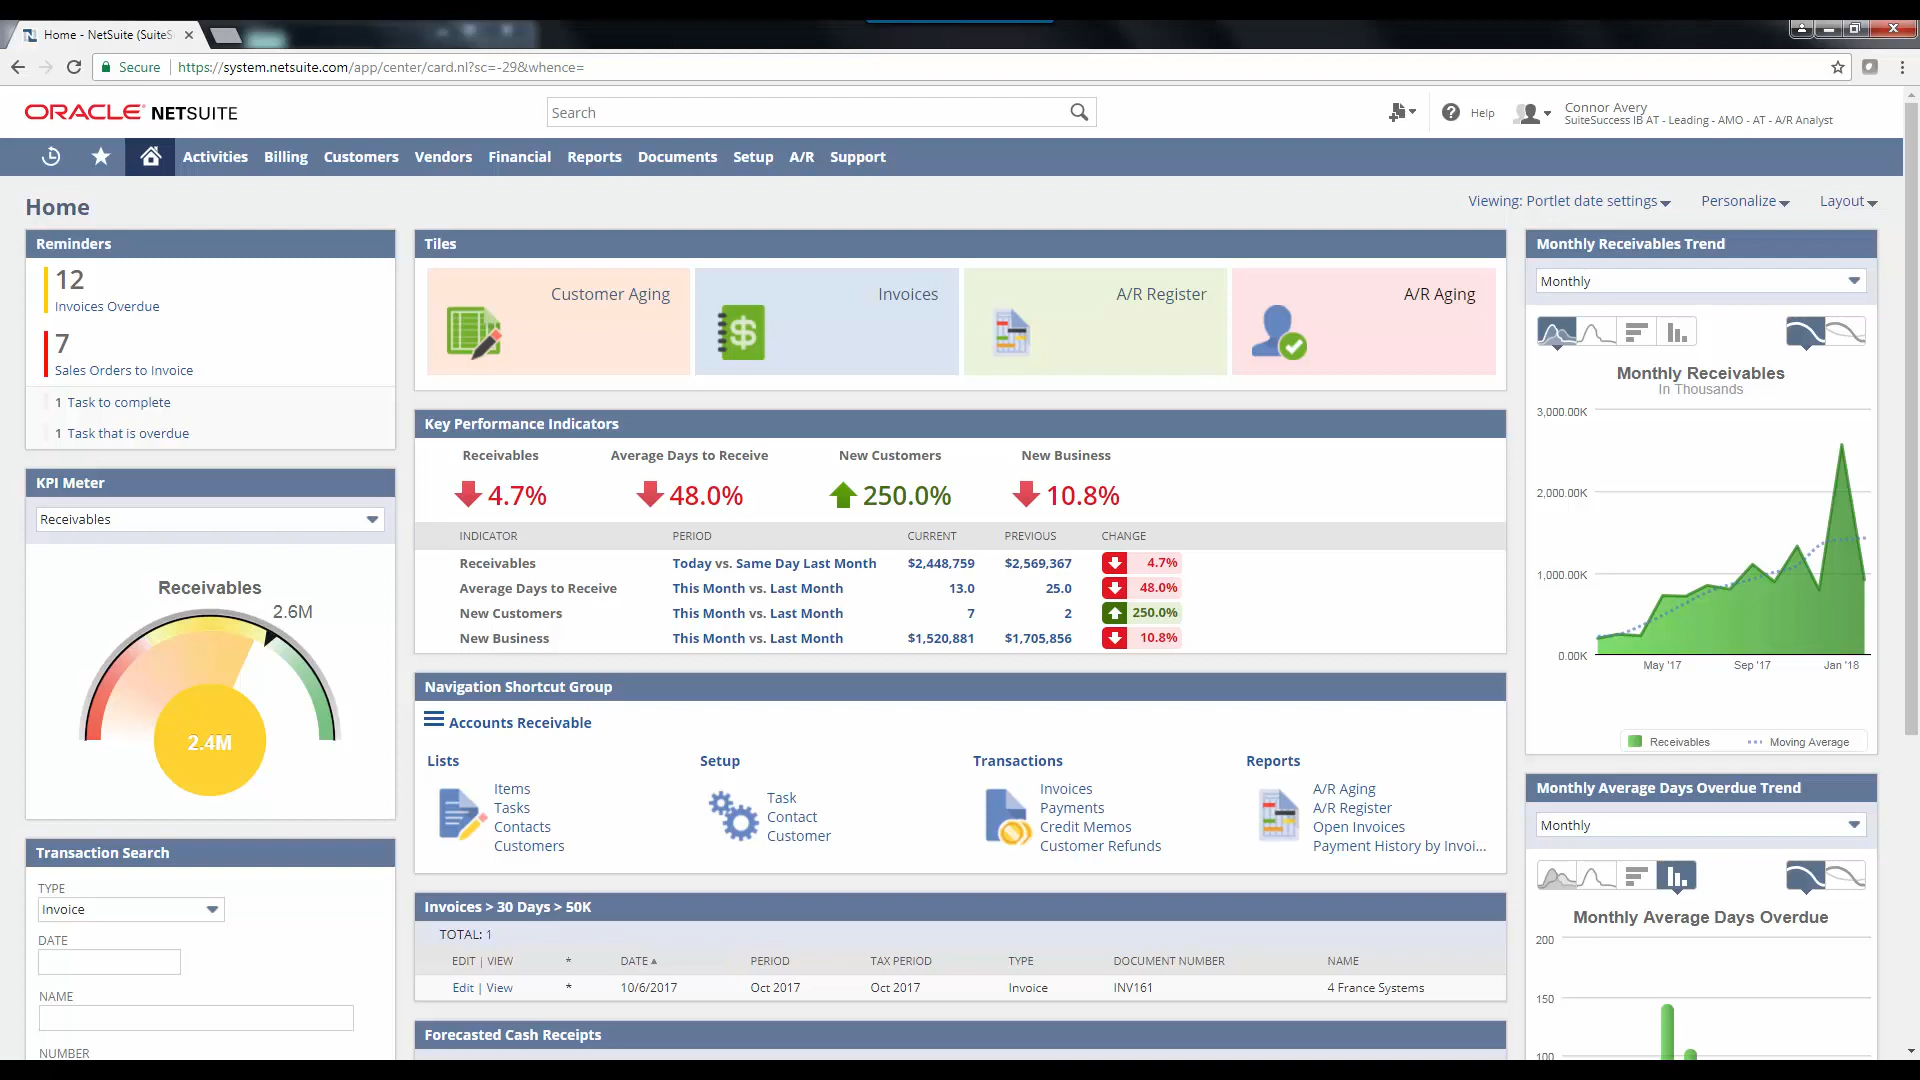 Home - NetSuite (SuiteS
Secure
https://system.netsuite.com/app/center/card.nl?sc=-29&whence=
ORACLE NETSUITE
Search
Help
Connor Avery
SuiteSuccess IB AT - Leading - AMO - AT - A/R Analyst
Activities Billing Customers Vendors Financial Reports Documents Setup A/R Support
Home
Viewing: Portlet date settings
Personalize
Layout
Reminders
12
Invoices Overdue
7
Sales Orders to Invoice
1 Task to complete
1 Task that is overdue
KPI Meter
Receivables
Receivables
2.6M
2.4M
Transaction Search
TYPE
Invoice
DATE
NAME
NUMBER
Tiles
Customer Aging
Invoices
A/R Register
A/R Aging
Key Performance Indicators
Receivables Average Days to Receive New Customers New Business
4.7% 48.0% 250.0% 10.8%
INDICATOR PERIOD CURRENT PREVIOUS CHANGE
Receivables Today vs. Same Day Last Month $2,448,759 $2,569,367 4.7%
Average Days to Receive This Month vs. Last Month 13.0 25.0 48.0%
New Customers This Month vs. Last Month 7 2 250.0%
New Business This Month vs. Last Month $1,520,881 $1,705,856 10.8%
Navigation Shortcut Group
Accounts Receivable
Lists
Items
Tasks
Contacts
Customers
Setup
Task
Contact
Customer
Transactions
Invoices
Payments
Credit Memos
Customer Refunds
Reports
A/R Aging
A/R Register
Open Invoices
Payment History by Invoi...
Invoices > 30 Days > 50K
TOTAL: 1
EDIT | VIEW * DATE PERIOD TAX PERIOD TYPE DOCUMENT NUMBER NAME
Edit | View * 10/6/2017 Oct 2017 Oct 2017 Invoice INV161 4 France Systems
Forecasted Cash Receipts
Monthly Receivables Trend
Monthly
Monthly Receivables
In Thousands
3,000.00K
2,000.00K
1,000.00K
0.00K
May '17 Sep '17 Jan '18
Receivables Moving Average
Monthly Average Days Overdue Trend
Monthly
Monthly Average Days Overdue
200
150
100